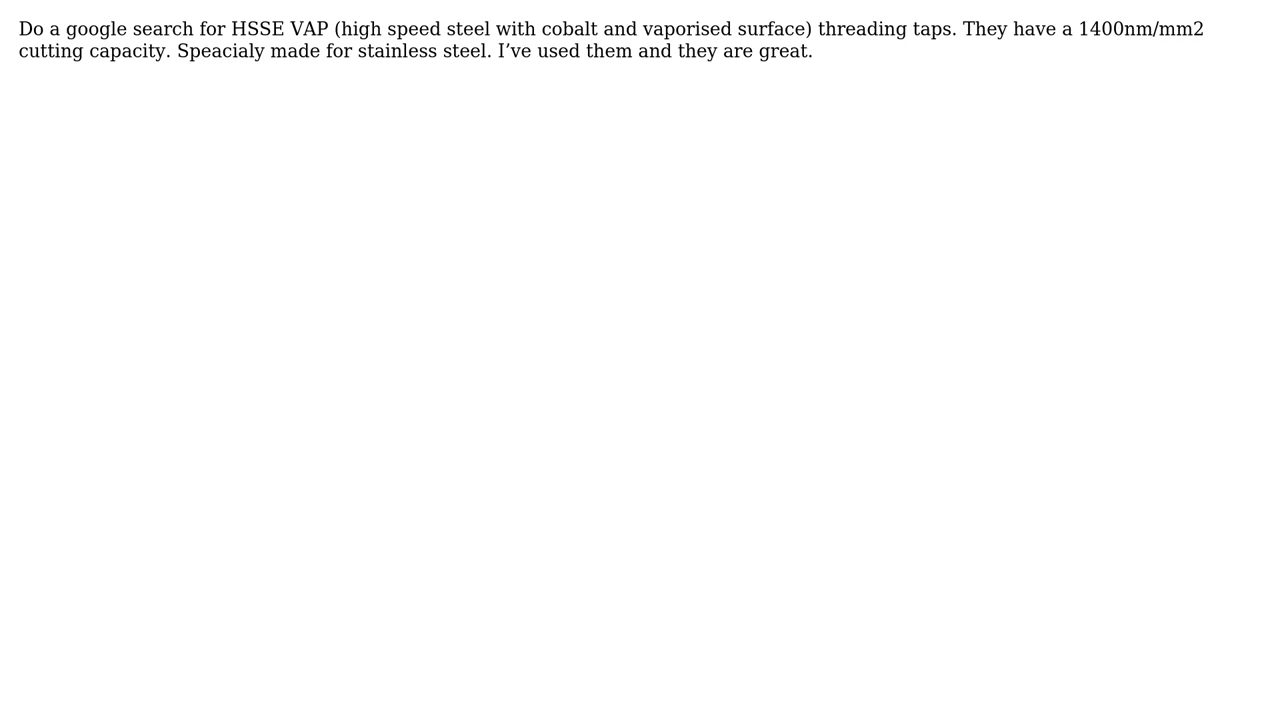 Do a google search for HSSE VAP (high speed steel with cobalt and vaporised surface) threading taps. They have a 1400nm/mm2
cutting capacity. Speacialy made for stainless steel. I’ve used them and they are great.